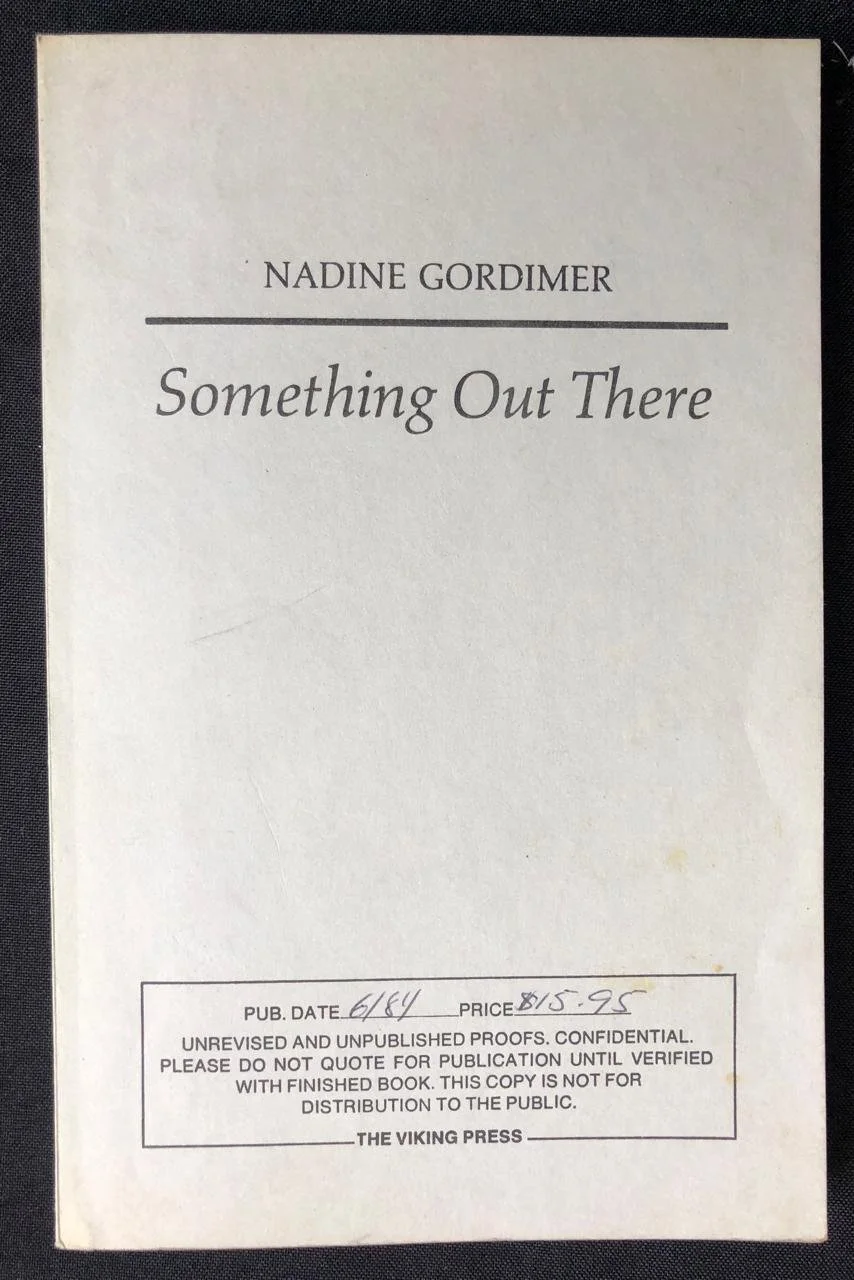 NADINE GORDIMER
Something Out There
PUB. DATE 6/84 PRICE $15.95
UNREVISED AND UNPUBLISHED PROOFS. CONFIDENTIAL.
PLEASE DO NOT QUOTE FOR PUBLICATION UNTIL VERIFIED
WITH FINISHED BOOK. THIS COPY IS NOT FOR
DISTRIBUTION TO THE PUBLIC.
THE VIKING PRESS